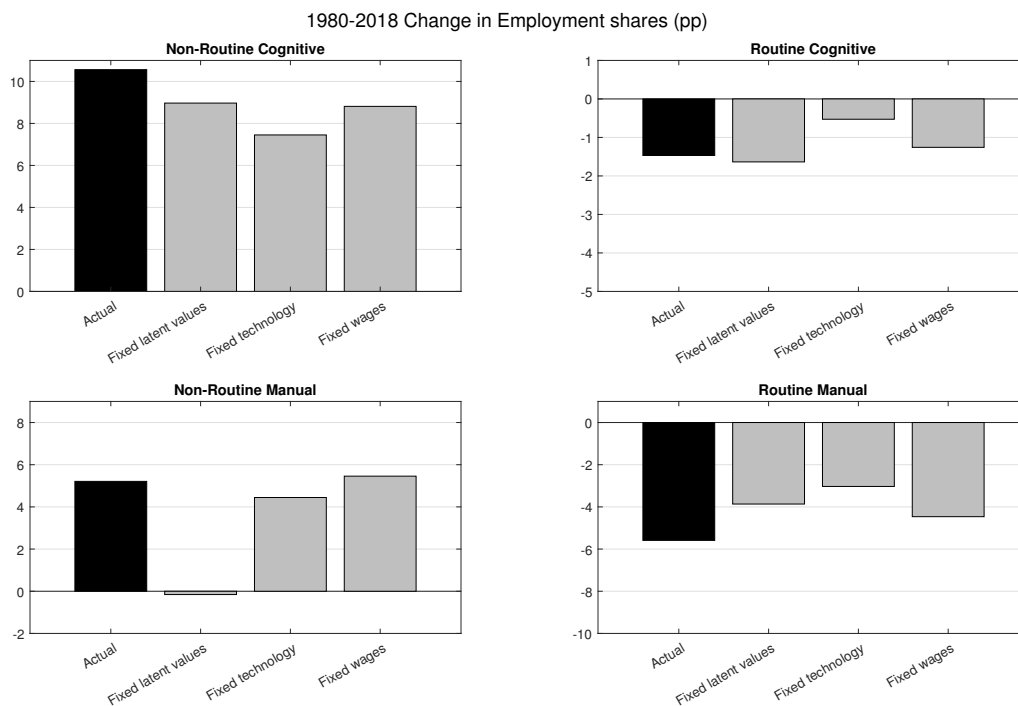 1980-2018 Change in Employment shares (pp)
Non-Routine Cognitive
10
8
6
4
2
0
Actual
Fixed latent values
Fixed technology
Fixed wages
Routine Cognitive
1
0
-1
-2
-3
-4
-5
Actual
Fixed latent values
Fixed technology
Fixed wages
Non-Routine Manual
8
6
4
2
0
-2
Actual
Fixed latent values
Fixed technology
Fixed wages
Routine Manual
0
-2
-4
-6
-8
-10
Actual
Fixed latent values
Fixed technology
Fixed wages